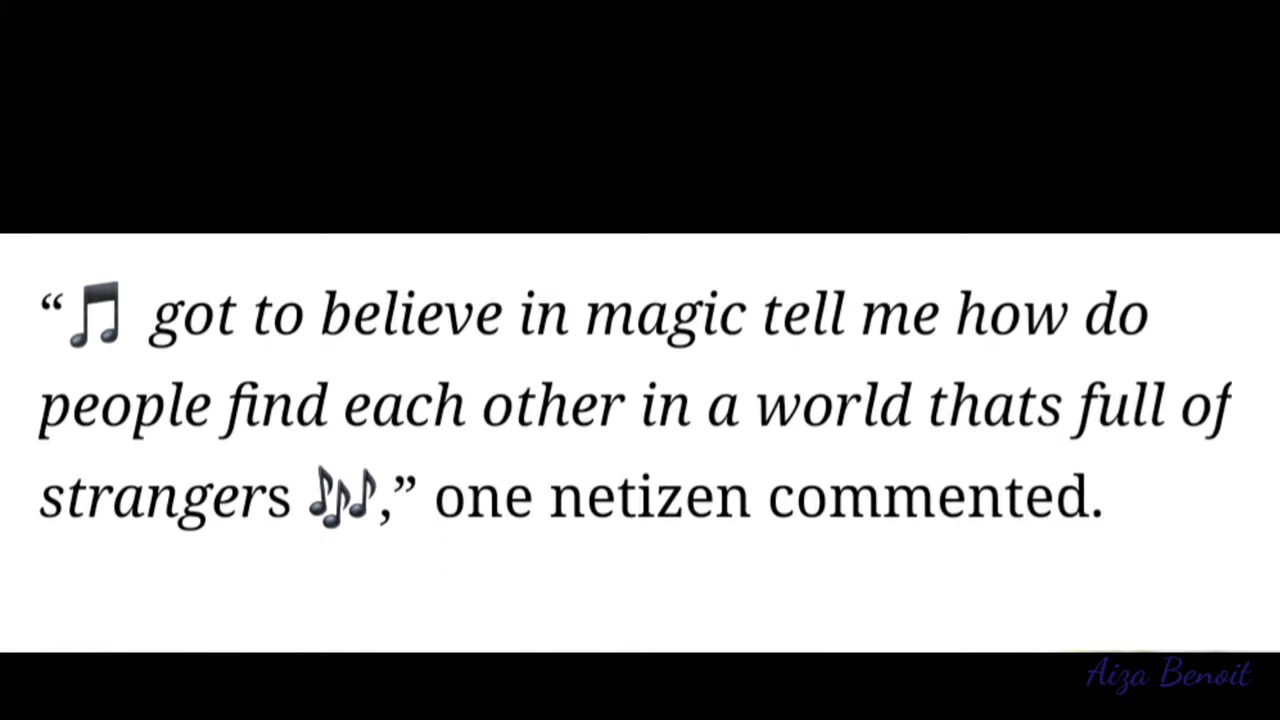 “🎵 got to believe in magic tell me how do
people find each other in a world thats full of
strangers 🎶,” one netizen commented.
Aiza Benoit